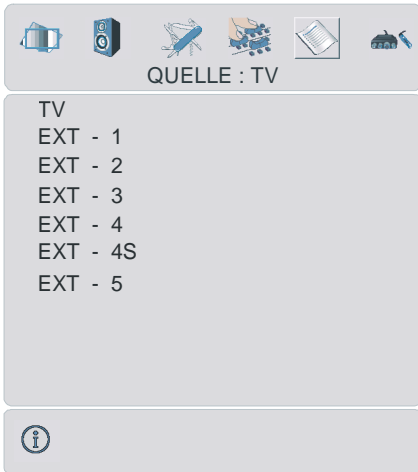 QUELLE : TV
TV
EXT - 1
EXT - 2
EXT - 3
EXT - 4
EXT - 4S
EXT - 5